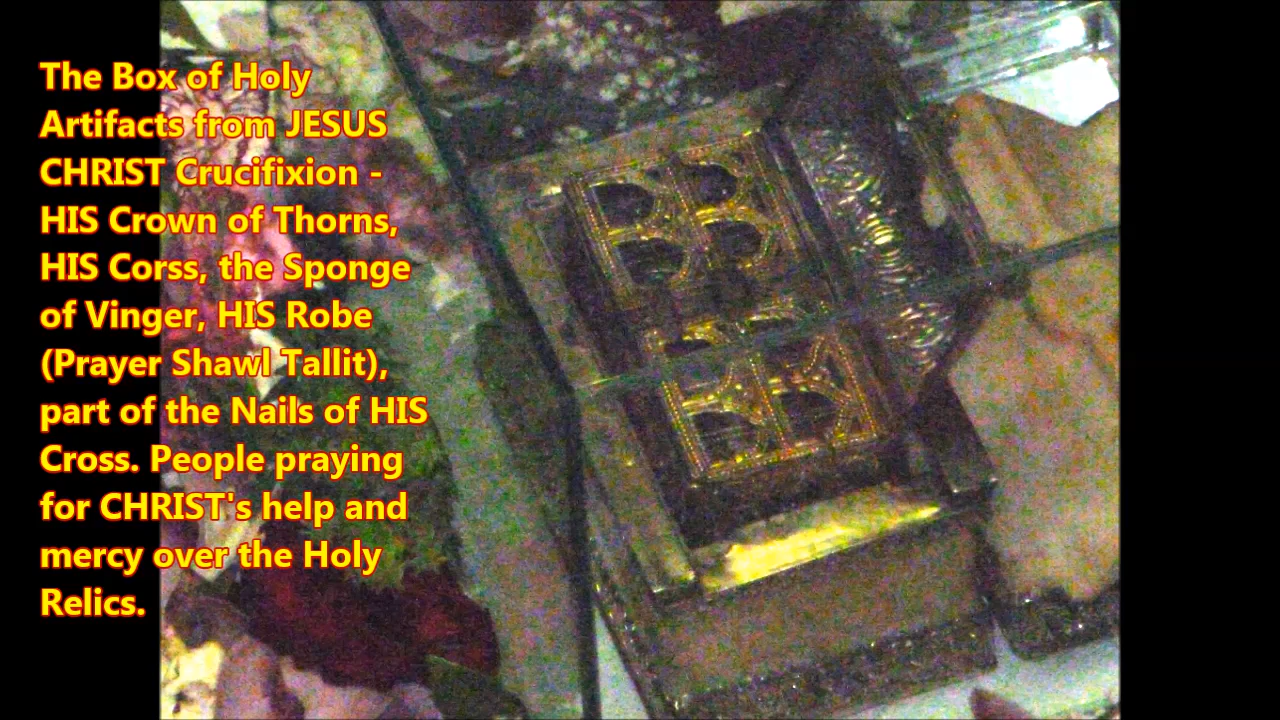 The Box of Holy
Artifacts from JESUS
CHRIST Crucifixion -
HIS Crown of Thorns,
HIS Corss, the Sponge
of Vinger, HIS Robe
(Prayer Shawl Tallit),
part of the Nails of HIS
Cross. People praying
for CHRIST's help and
mercy over the Holy
Relics.